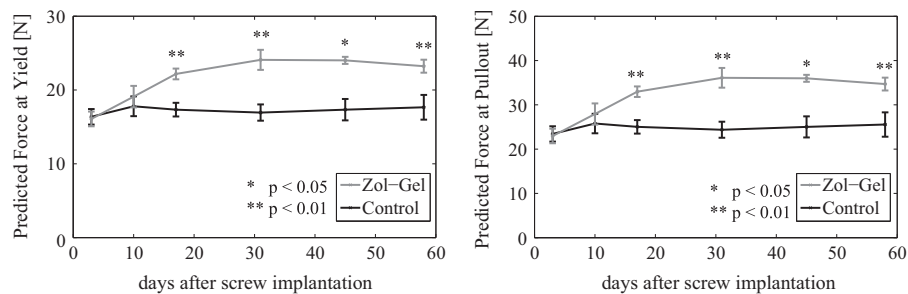 Predicted Force at Yield [N]
30
20
10
0
** ** * **
* p < 0.05
** p < 0.01
Zol−Gel
Control
0 10 20 30 40 50 60
days after screw implantation
Predicted Force at Pullout [N]
50
40
30
20
10
0
** ** * **
* p < 0.05
** p < 0.01
Zol−Gel
Control
0 10 20 30 40 50 60
days after screw implantation